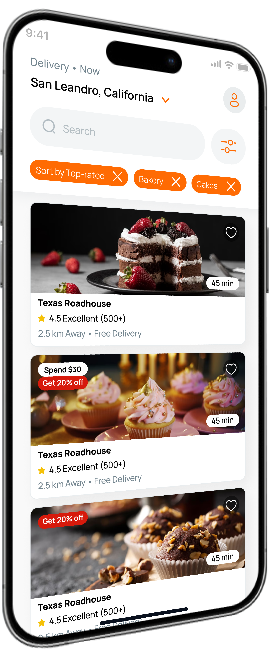 9:41
Delivery • Now
San Leandro, California
Search
Sort by Top-rated
Bakery
Cakes
45 min
Texas Roadhouse
4.5 Excellent (500+)
2.5 km Away • Free Delivery
Spend $30
Get 20% off
45 min
Texas Roadhouse
4.5 Excellent (500+)
2.5 km Away • Free Delivery
Get 20% off
45 min
Texas Roadhouse
4.5 Excellent (500+)